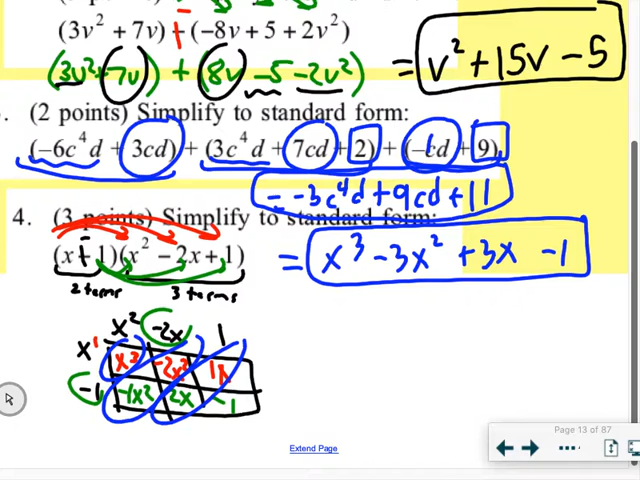 (3v² + 7v) + (−8v + 5 + 2v²)
(3v² + 7v) + (8v − 5 − 2v²) = v² + 15v − 5
. (2 points) Simplify to standard form:
(−6c⁴d + 3cd) + (3c⁴d + 7cd + 2) + (−cd + 9)
= −3c⁴d + 9cd + 11
4. (3 points) Simplify to standard form:
(x − 1)(x² − 2x + 1) = x³ − 3x² + 3x − 1
2 terms 3 terms
x² −2x 1
x x³ −2x² 1x
−1 −1x² 2x −1
Extend Page
Page 13 of 87